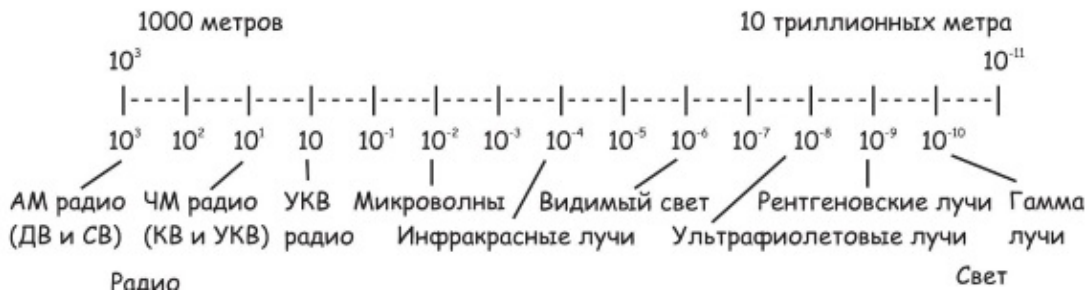 1000 метров 10 триллионных метра
10³ 10⁻¹¹
10³ 10² 10¹ 10 10⁻¹ 10⁻² 10⁻³ 10⁻⁴ 10⁻⁵ 10⁻⁶ 10⁻⁷ 10⁻⁸ 10⁻⁹ 10⁻¹⁰
АМ радио ЧМ радио УКВ Микроволны Видимый свет Рентгеновские лучи Гамма
(ДВ и СВ) (КВ и УКВ) радио Инфракрасные лучи Ультрафиолетовые лучи лучи
Радио Свет